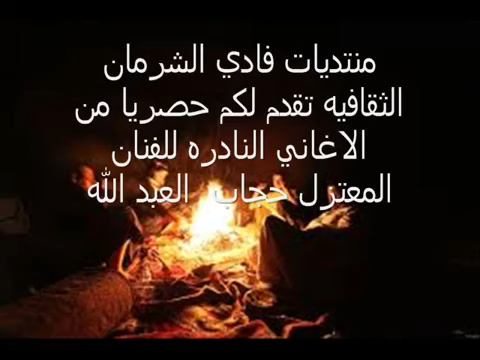 منتديات فادي الشرمان
الثقافيه تقدم لكم حصريا من
الاغاني النادره للفنان
المعتزل حجاب العبد الله